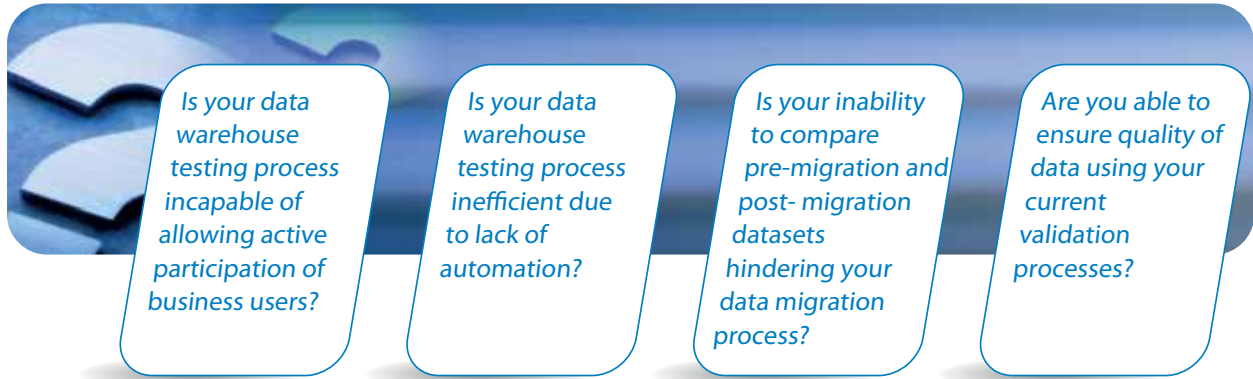 Is your data
warehouse
testing process
incapable of
allowing active
participation of
business users?
Is your data
warehouse
testing process
inefficient due
to lack of
automation?
Is your inability
to compare
pre-migration and
post- migration
datasets
hindering your
data migration
process?
Are you able to
ensure quality of
data using your
current
validation
processes?